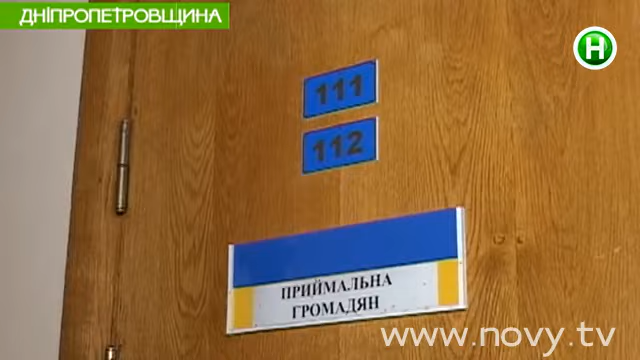 ДНІПРОПЕТРОВЩИНА
Н
111
112
ПРИЙМАЛЬНА
ГРОМАДЯН
www.novy.tv